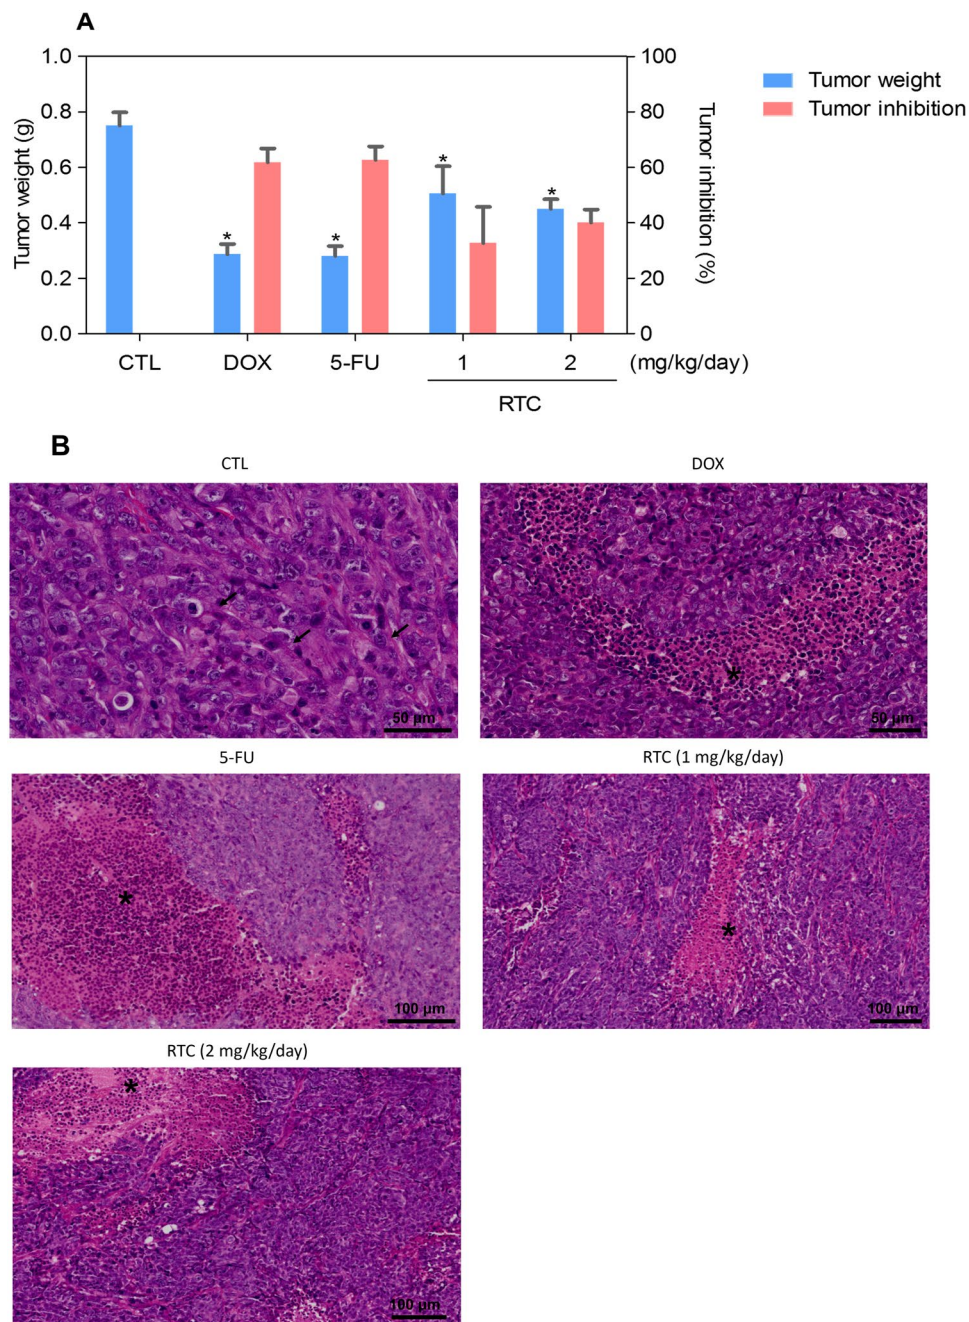 A
1.0
0.8
0.6
0.4
0.2
0.0
Tumor weight (g)
100
80
60
40
20
0
Tumor inhibition
(%)
Tumor weight
Tumor inhibition
*
*
*
*
CTL DOX 5-FU 1 2 (mg/kg/day)
RTC
B
CTL DOX
50 µm
* 50 µm
5-FU RTC (1 mg/kg/day)
* 100 µm
* 100 µm
RTC (2 mg/kg/day)
*
100 µm